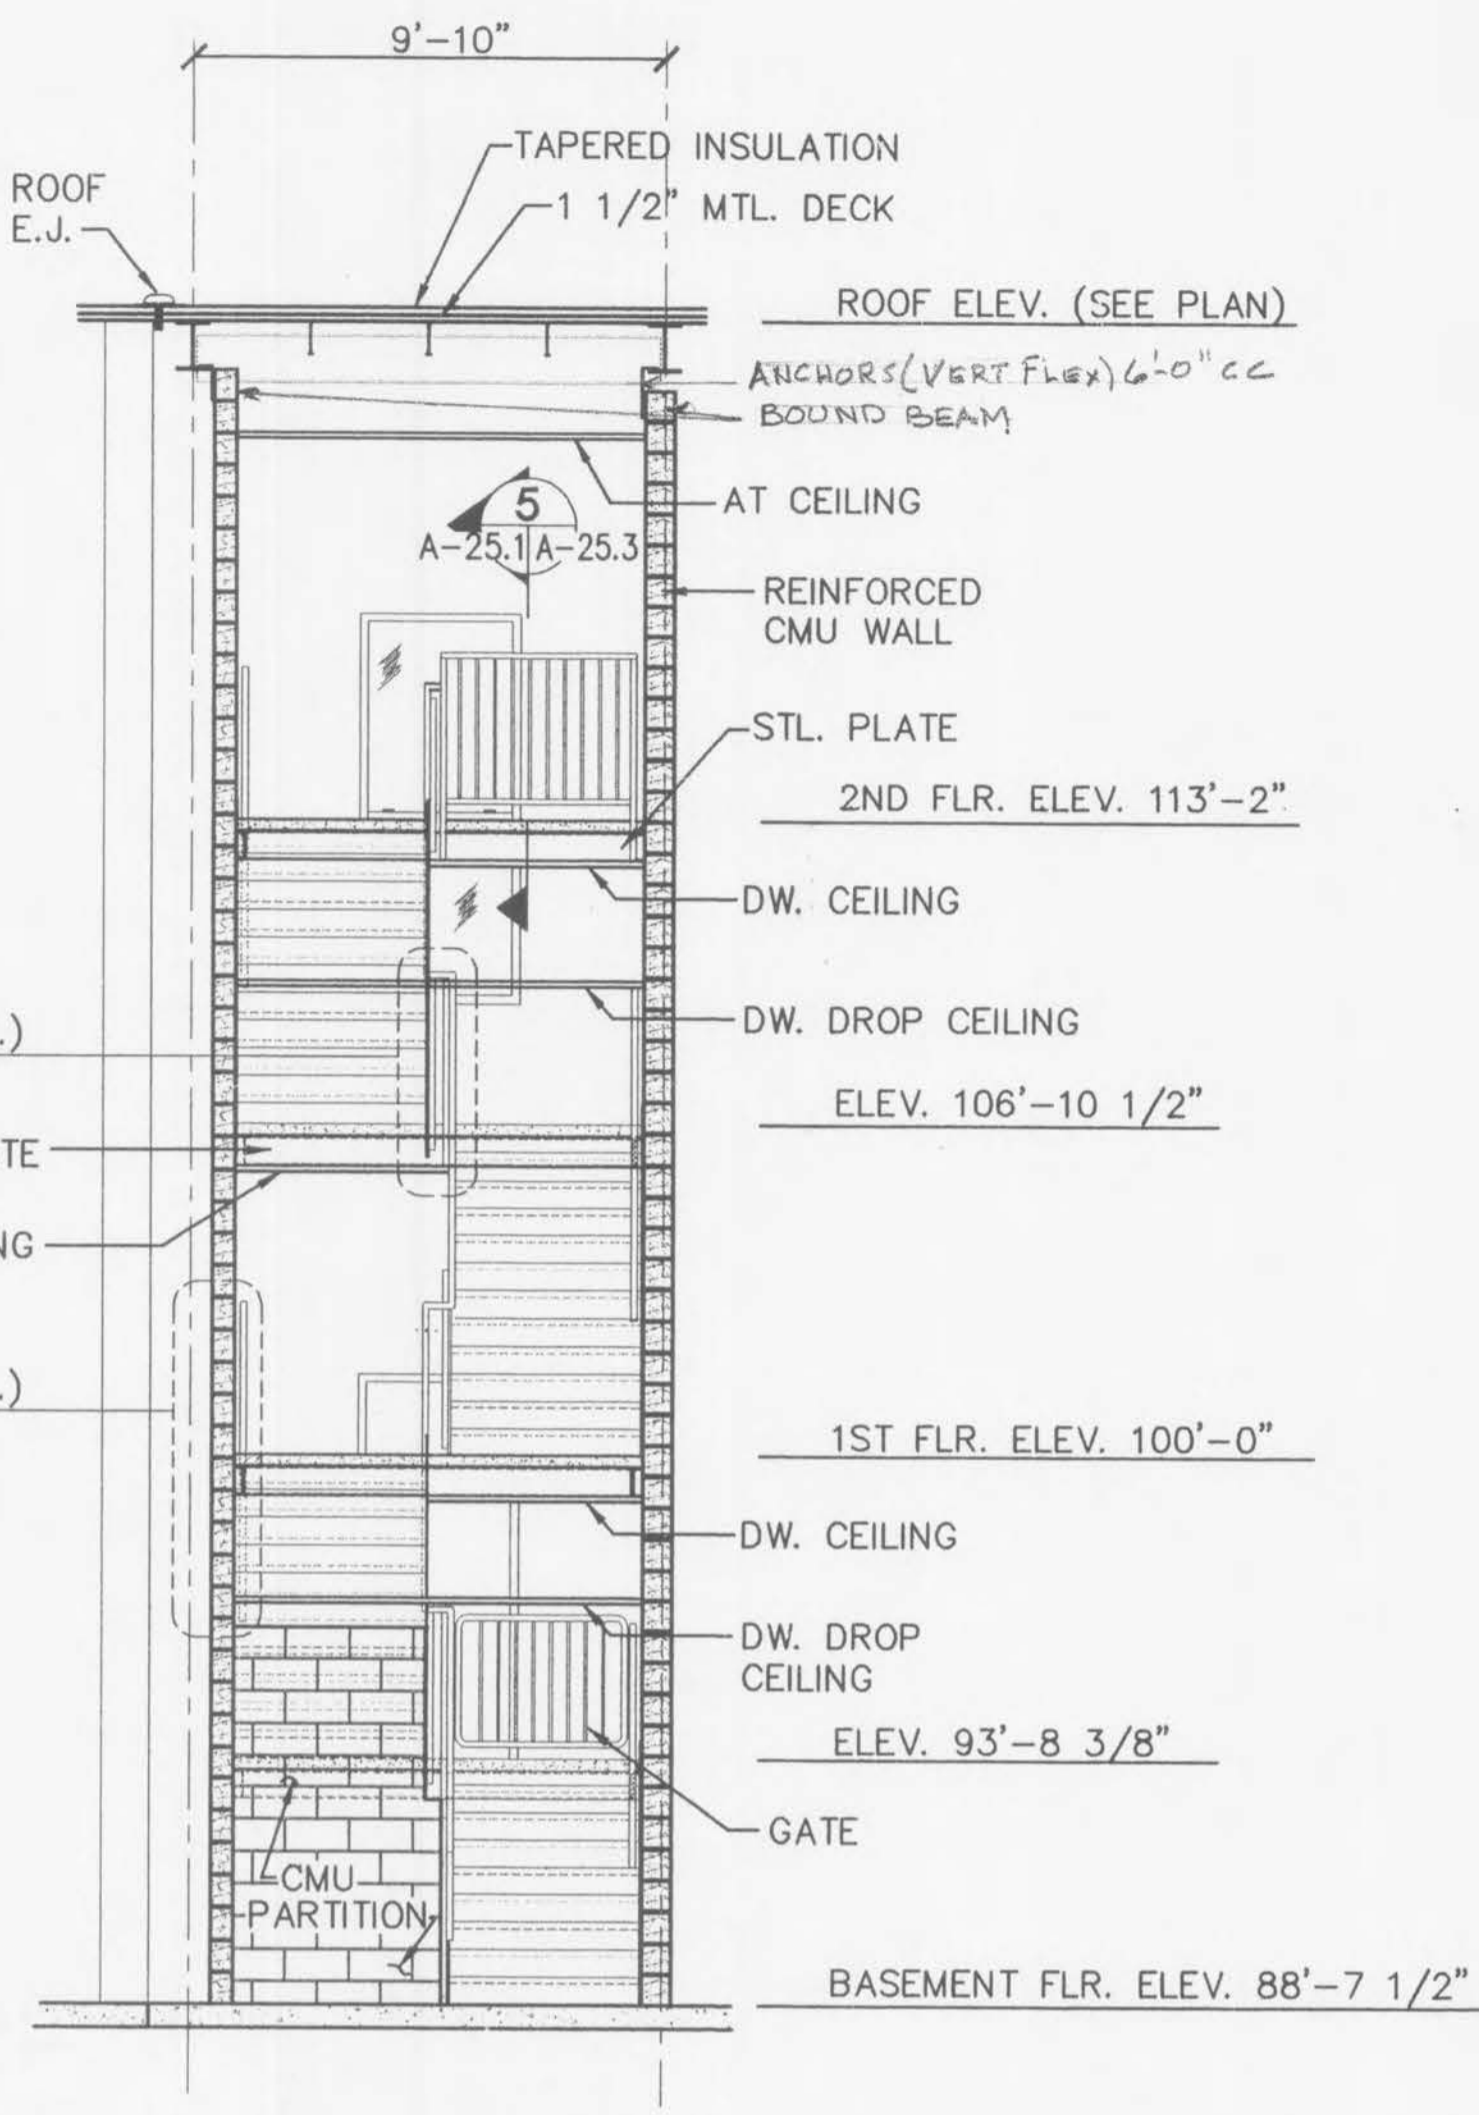 9'-10"
TAPERED INSULATION
1 1/2" MTL. DECK
ROOF
E.J.
ROOF ELEV. (SEE PLAN)
ANCHORS (VERT FLEX) 6'-0" CC
BOUND BEAM
AT CEILING
5
A-25.1 A-25.3
REINFORCED
CMU WALL
STL. PLATE
2ND FLR. ELEV. 113'-2"
DW. CEILING
DW. DROP CEILING
.)
ELEV. 106'-10 1/2"
TE
NG
.)
1ST FLR. ELEV. 100'-0"
DW. CEILING
DW. DROP
CEILING
ELEV. 93'-8 3/8"
GATE
CMU
PARTITION
BASEMENT FLR. ELEV. 88'-7 1/2"